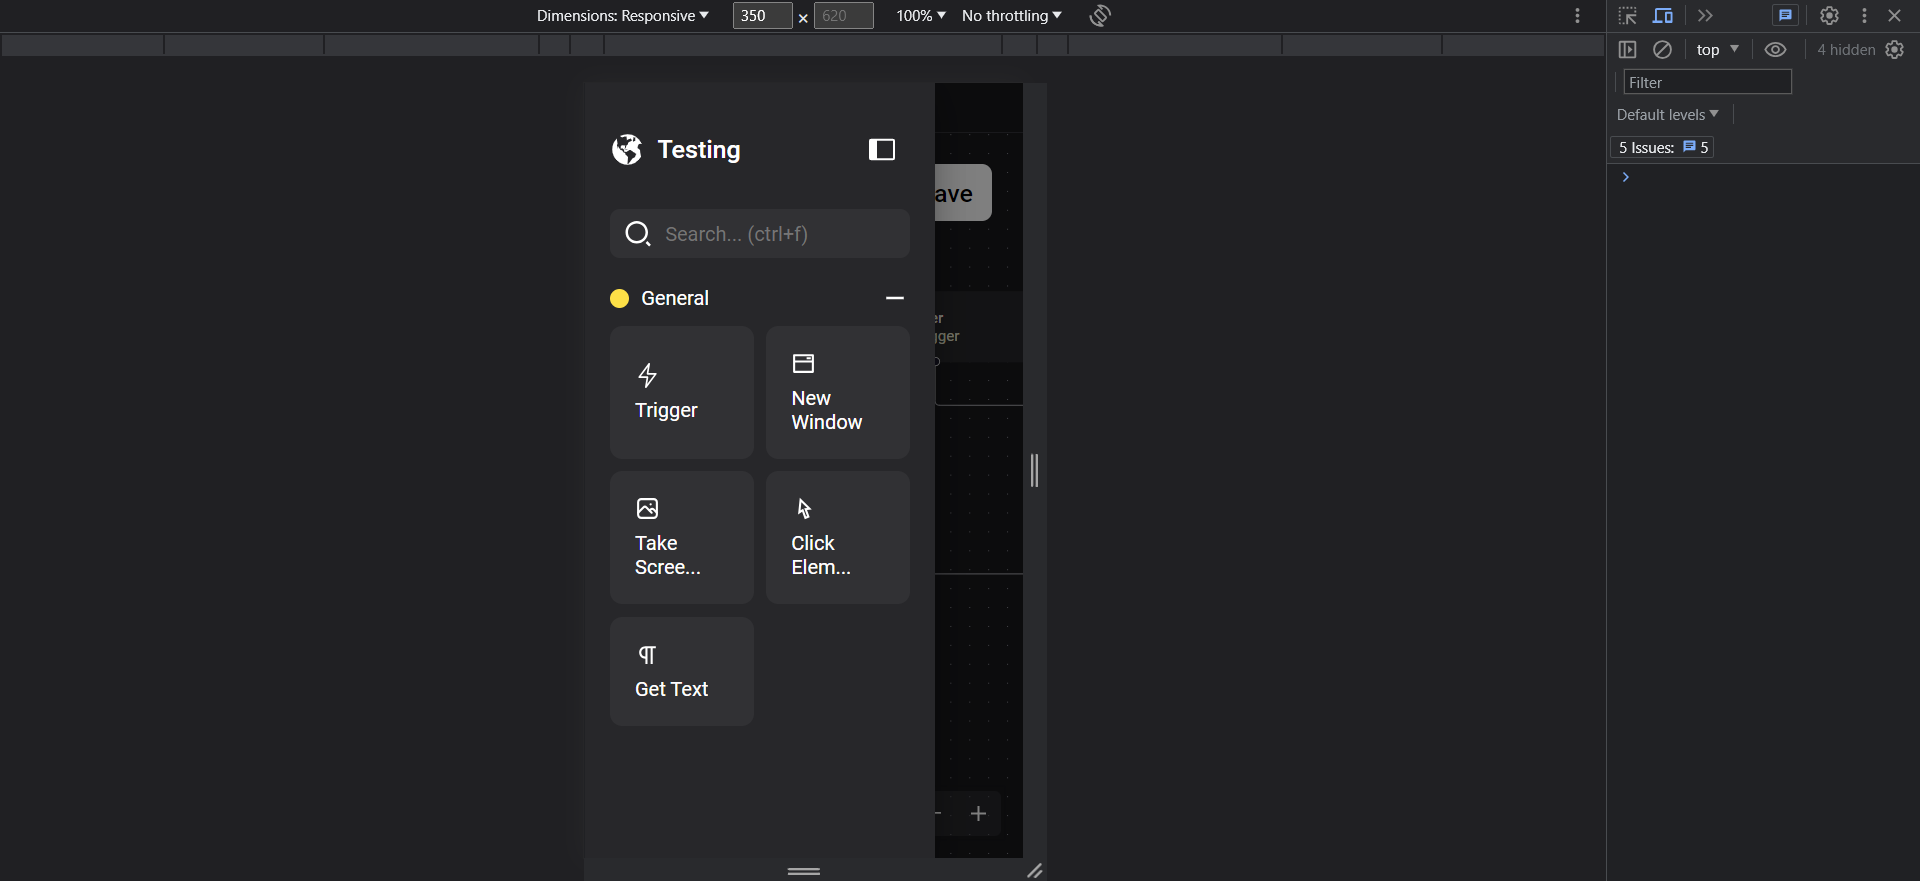 Dimensions: Responsive
350
×
620
100%
No throttling
top
4 hidden
Filter
Default levels
5 Issues:
5
Testing
ave
Search... (ctrl+f)
General
er
gger
Trigger
New
Window
Take
Scree...
Click
Elem...
Get Text